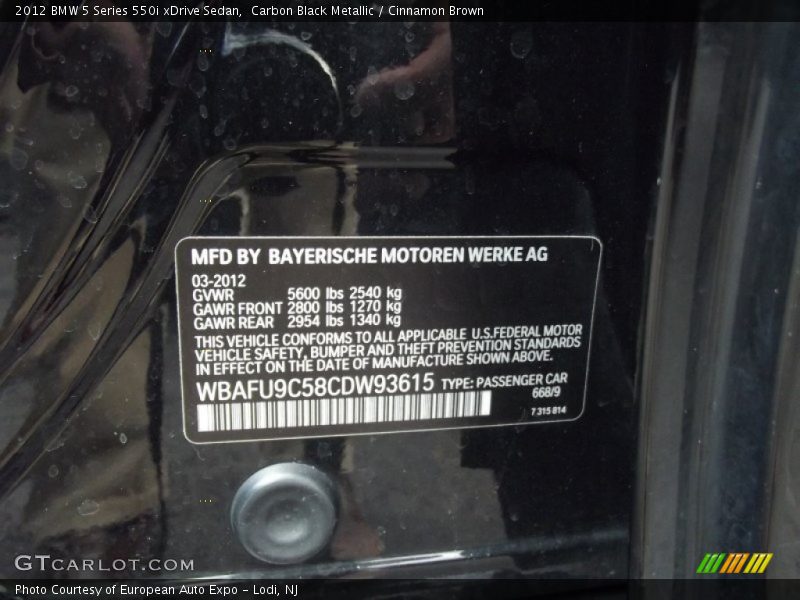 2012 BMW 5 Series 550i xDrive Sedan,  Carbon Black Metallic / Cinnamon Brown
MFD BY BAYERISCHE MOTOREN WERKE AG
03-2012
GVWR 5600 lbs 2540 kg
GAWR FRONT 2800 lbs 1270 kg
GAWR REAR 2954 lbs 1340 kg
THIS VEHICLE CONFORMS TO ALL APPLICABLE U.S.FEDERAL MOTOR
VEHICLE SAFETY, BUMPER AND THEFT PREVENTION STANDARDS
IN EFFECT ON THE DATE OF MANUFACTURE SHOWN ABOVE.
WBAFU9C58CDW93615 TYPE: PASSENGER CAR
668/9
7 315 814
GTCARLOT.COM
Photo Courtesy of European Auto Expo - Lodi, NJ